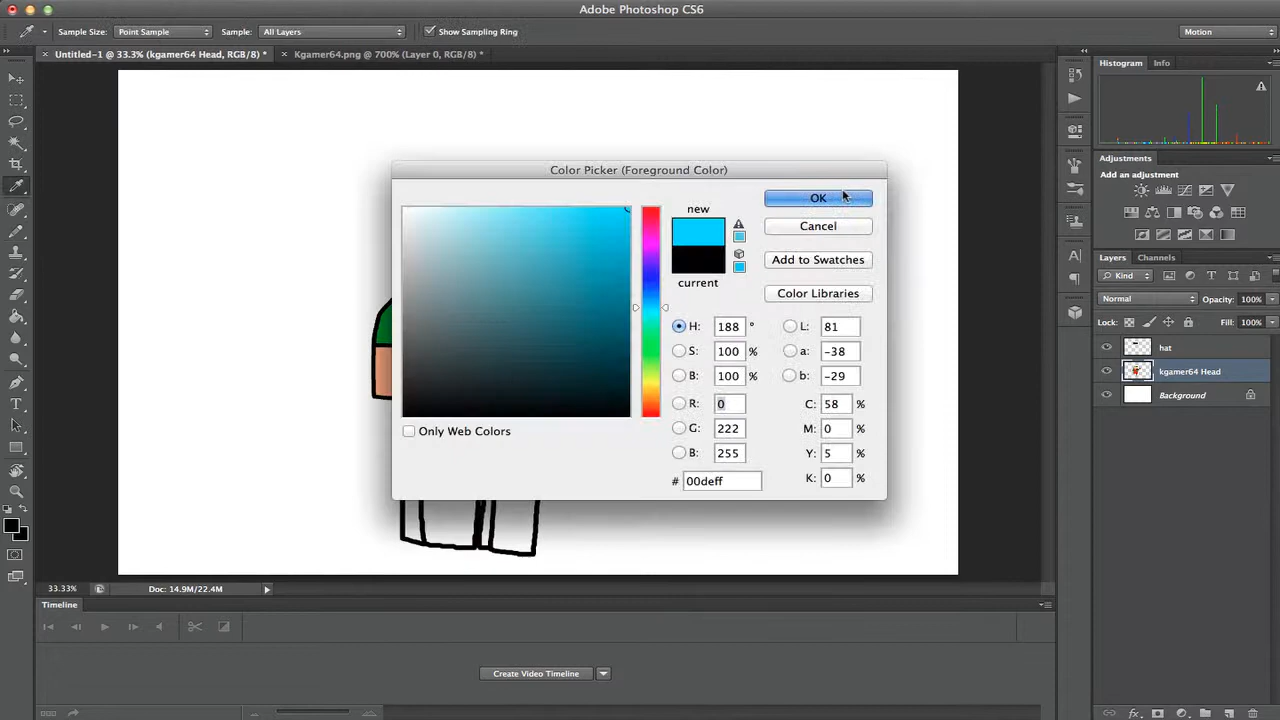 Adobe Photoshop CS6
Sample Size: Point Sample Sample: All Layers Show Sampling Ring Motion
Untitled-1 @ 33.3% (kgamer64 Head, RGB/8) * Kgamer64.png @ 700% (Layer 0, RGB/8) *
Histogram Info
Color Picker (Foreground Color)
new
current
OK
Cancel
Add to Swatches
Color Libraries
H: 188 ° L: 81
S: 100 % a: -38
B: 100 % b: -29
R: 0 C: 58 %
G: 222 M: 0 %
B: 255 Y: 5 %
# 00deff K: 0 %
Only Web Colors
Adjustments
Add an adjustment
Layers Channels
Kind
Normal Opacity: 100%
Lock: Fill: 100%
hat
kgamer64 Head
Background
33.33% Doc: 14.9M/22.4M
Timeline
Create Video Timeline